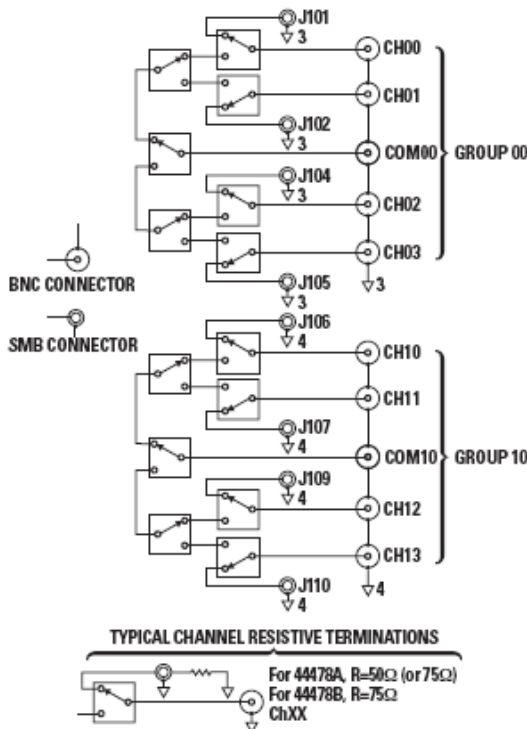 J101
3
CH00
CH01
J102
3
COM00
GROUP 00
J104
3
CH02
CH03
3
J105
3
BNC CONNECTOR
SMB CONNECTOR
J106
4
CH10
CH11
J107
4
COM10
GROUP 10
J109
4
CH12
CH13
4
J110
4
TYPICAL CHANNEL RESISTIVE TERMINATIONS
For 44478A, R=50Ω (or 75Ω)
For 44478B, R=75Ω
ChXX